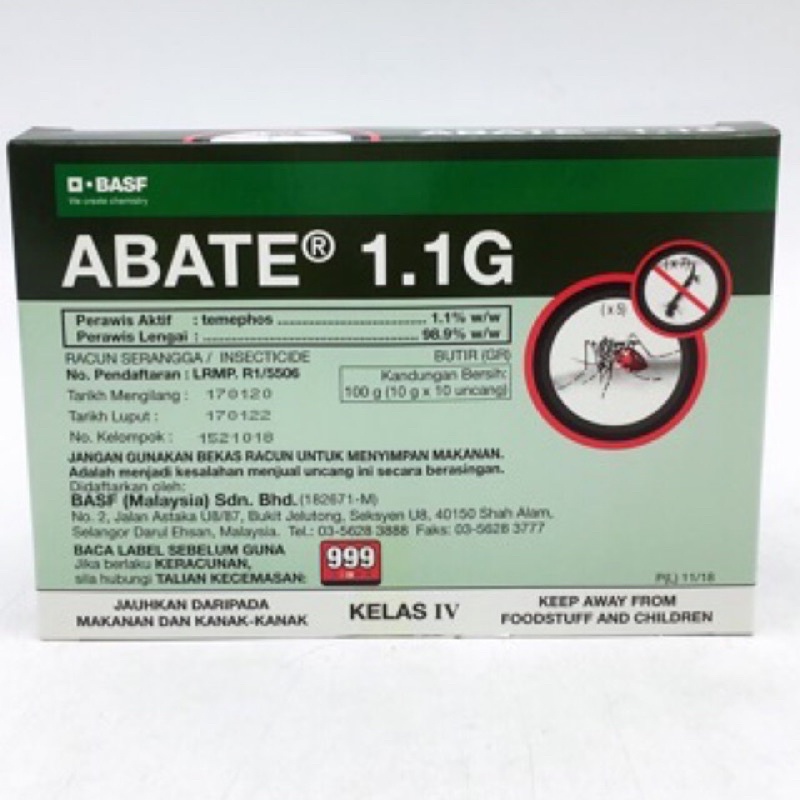 BASF
We create chemistry
ABATE® 1.1G
Perawis Aktif : temephos ........................ 1.1% w/w
Perawis Lengai : ........................ 98.9% w/w
RACUN SERANGGA / INSECTICIDE BUTIR (GR)
No. Pendaftaran : LRMP. R1/5506
Kandungan Bersih:
100 g (10 g x 10 uncang)
Tarikh Mengilang : 170120
Tarikh Luput : 170122
No. Kelompok : 1521018
(x 5)
JANGAN GUNAKAN BEKAS RACUN UNTUK MENYIMPAN MAKANAN.
Adalah menjadi kesalahan menjual uncang ini secara berasingan.
Didaftarkan oleh:
BASF (Malaysia) Sdn. Bhd. (182671-M)
No. 2, Jalan Astaka U8/87, Bukit Jelutong, Seksyen U8, 40150 Shah Alam,
Selangor Darul Ehsan, Malaysia. Tel.: 03-5628 3888 Faks: 03-5628 3777
BACA LABEL SEBELUM GUNA
Jika berlaku KERACUNAN,
sila hubungi TALIAN KECEMASAN:
999
P(L) 11/18
JAUHKAN DARIPADA
MAKANAN DAN KANAK-KANAK
KELAS IV
KEEP AWAY FROM
FOODSTUFF AND CHILDREN